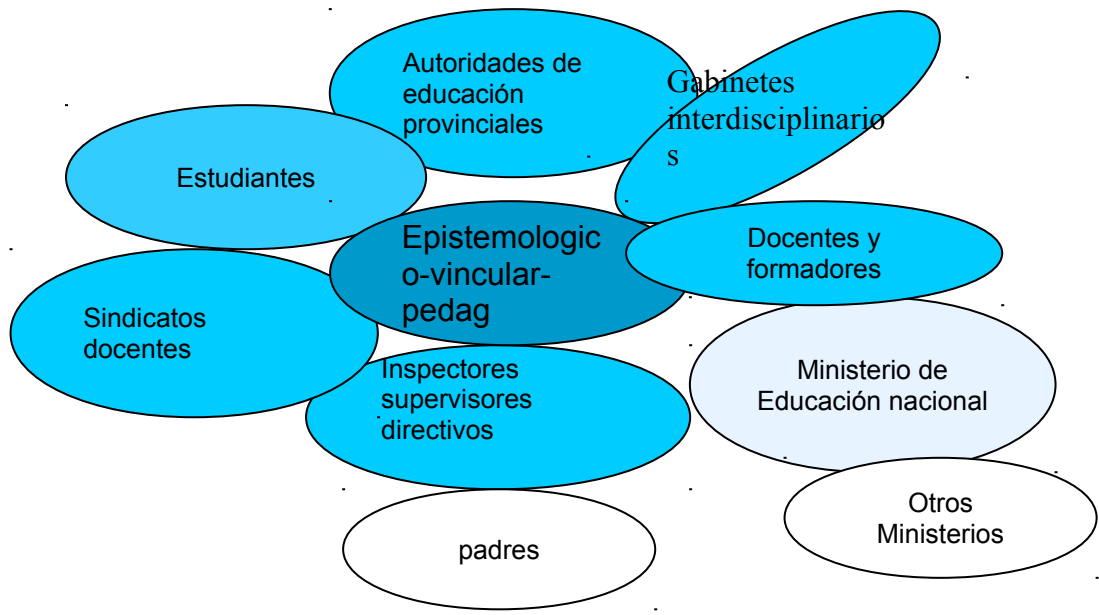 Autoridades de
educación
provinciales
Gabinetes
interdisciplinario
s
Estudiantes
Epistemologic
o-vincular-
pedag
Docentes y
formadores
Sindicatos
docentes
Inspectores
supervisores
directivos
Ministerio de
Educación nacional
Otros
Ministerios
padres